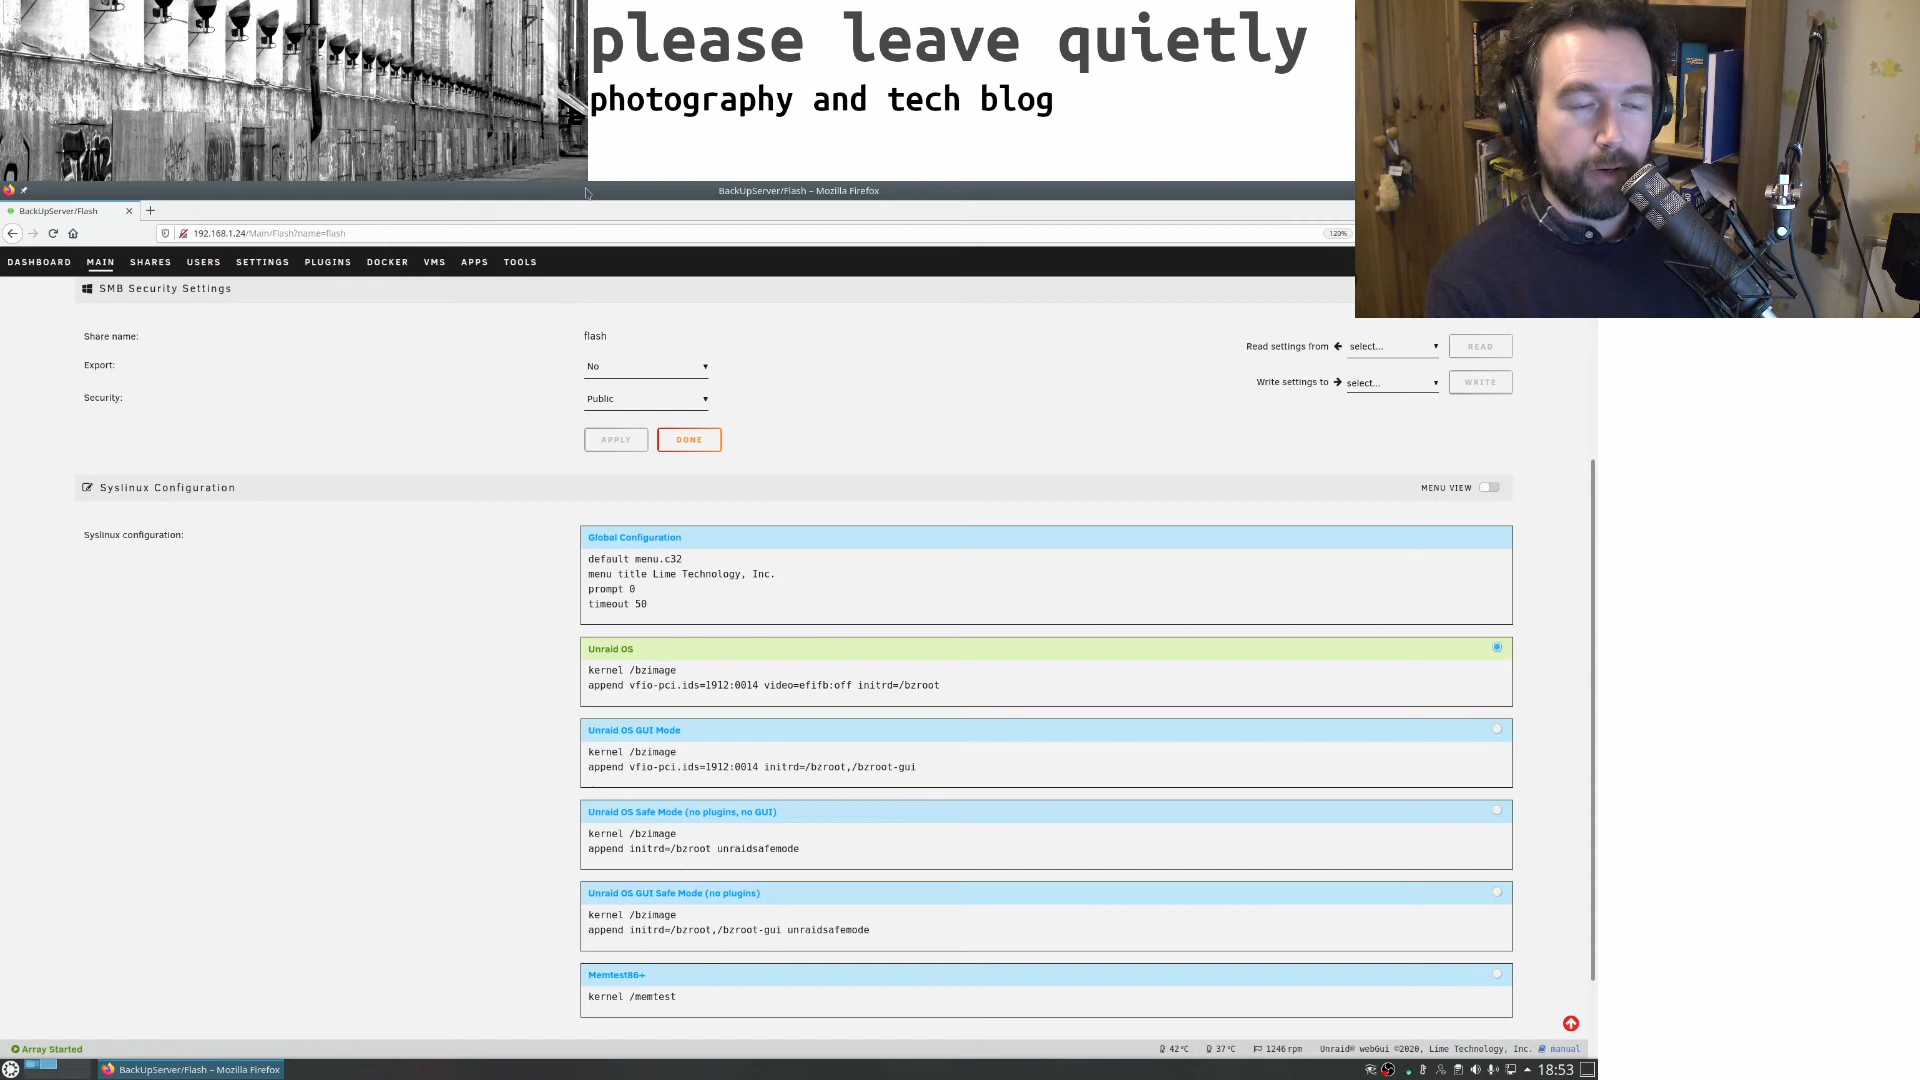 please leave quietly
photography and tech blog
BackUpServer/Flash – Mozilla Firefox
BackUpServer/Flash
192.168.1.24/Main/Flash?name=flash
120%
DASHBOARD MAIN SHARES USERS SETTINGS PLUGINS DOCKER VMS APPS TOOLS
SMB Security Settings
Share name: flash
Read settings from select... READ
Export: No
Write settings to select... WRITE
Security: Public
APPLY DONE
Syslinux Configuration
MENU VIEW
Syslinux configuration:
Global Configuration
default menu.c32
menu title Lime Technology, Inc.
prompt 0
timeout 50
Unraid OS
kernel /bzimage
append vfio-pci.ids=1912:0014 video=efifb:off initrd=/bzroot
Unraid OS GUI Mode
kernel /bzimage
append vfio-pci.ids=1912:0014 initrd=/bzroot,/bzroot-gui
Unraid OS Safe Mode (no plugins, no GUI)
kernel /bzimage
append initrd=/bzroot unraidsafemode
Unraid OS GUI Safe Mode (no plugins)
kernel /bzimage
append initrd=/bzroot,/bzroot-gui unraidsafemode
Memtest86+
kernel /memtest
Array Started
42°C 37°C 1246rpm Unraid® webGui ©2020, Lime Technology, Inc. manual
BackUpServer/Flash – Mozilla Firefox
18:53